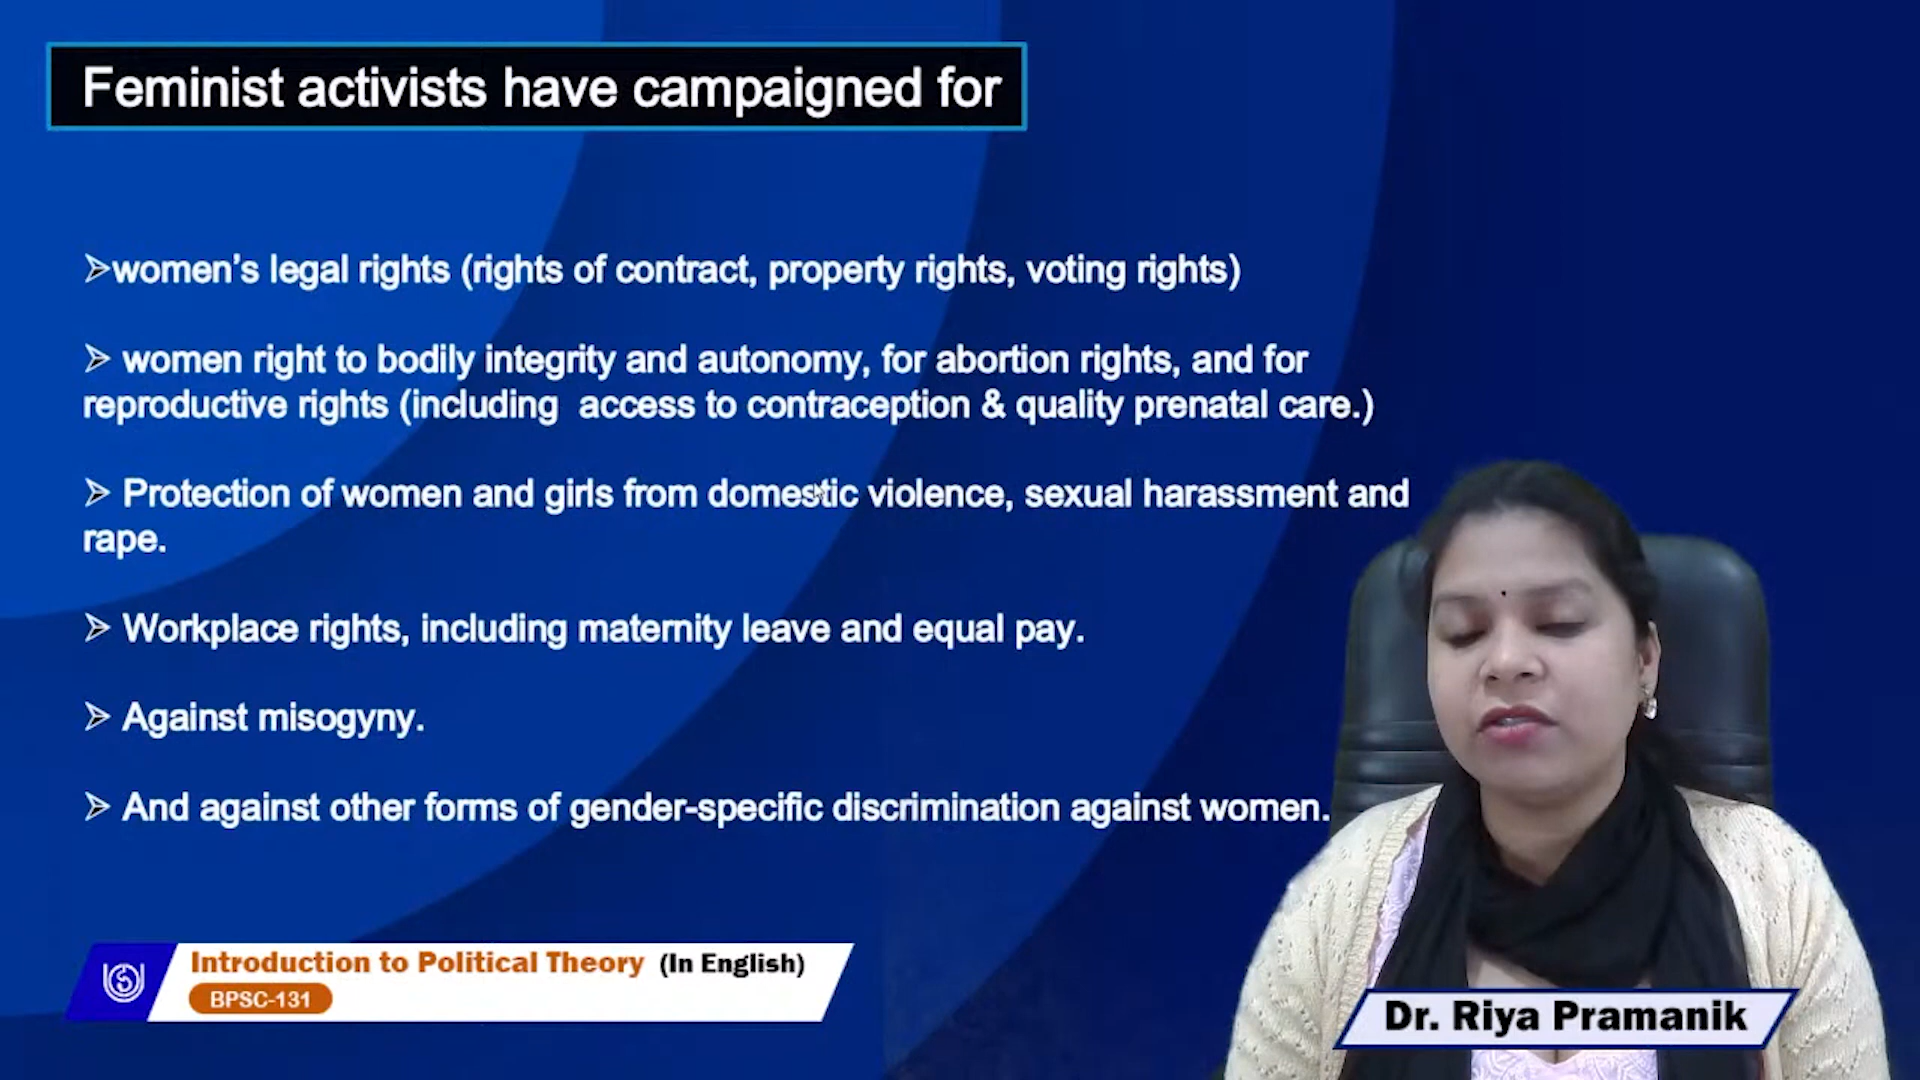 Feminist activists have campaigned for
➢women's legal rights (rights of contract, property rights, voting rights)
➢ women right to bodily integrity and autonomy, for abortion rights, and for
reproductive rights (including access to contraception & quality prenatal care.)
➢ Protection of women and girls from domestic violence, sexual harassment and
rape.
➢ Workplace rights, including maternity leave and equal pay.
➢ Against misogyny.
➢ And against other forms of gender-specific discrimination against women.
Introduction to Political Theory (In English)
BPSC-131
Dr. Riya Pramanik